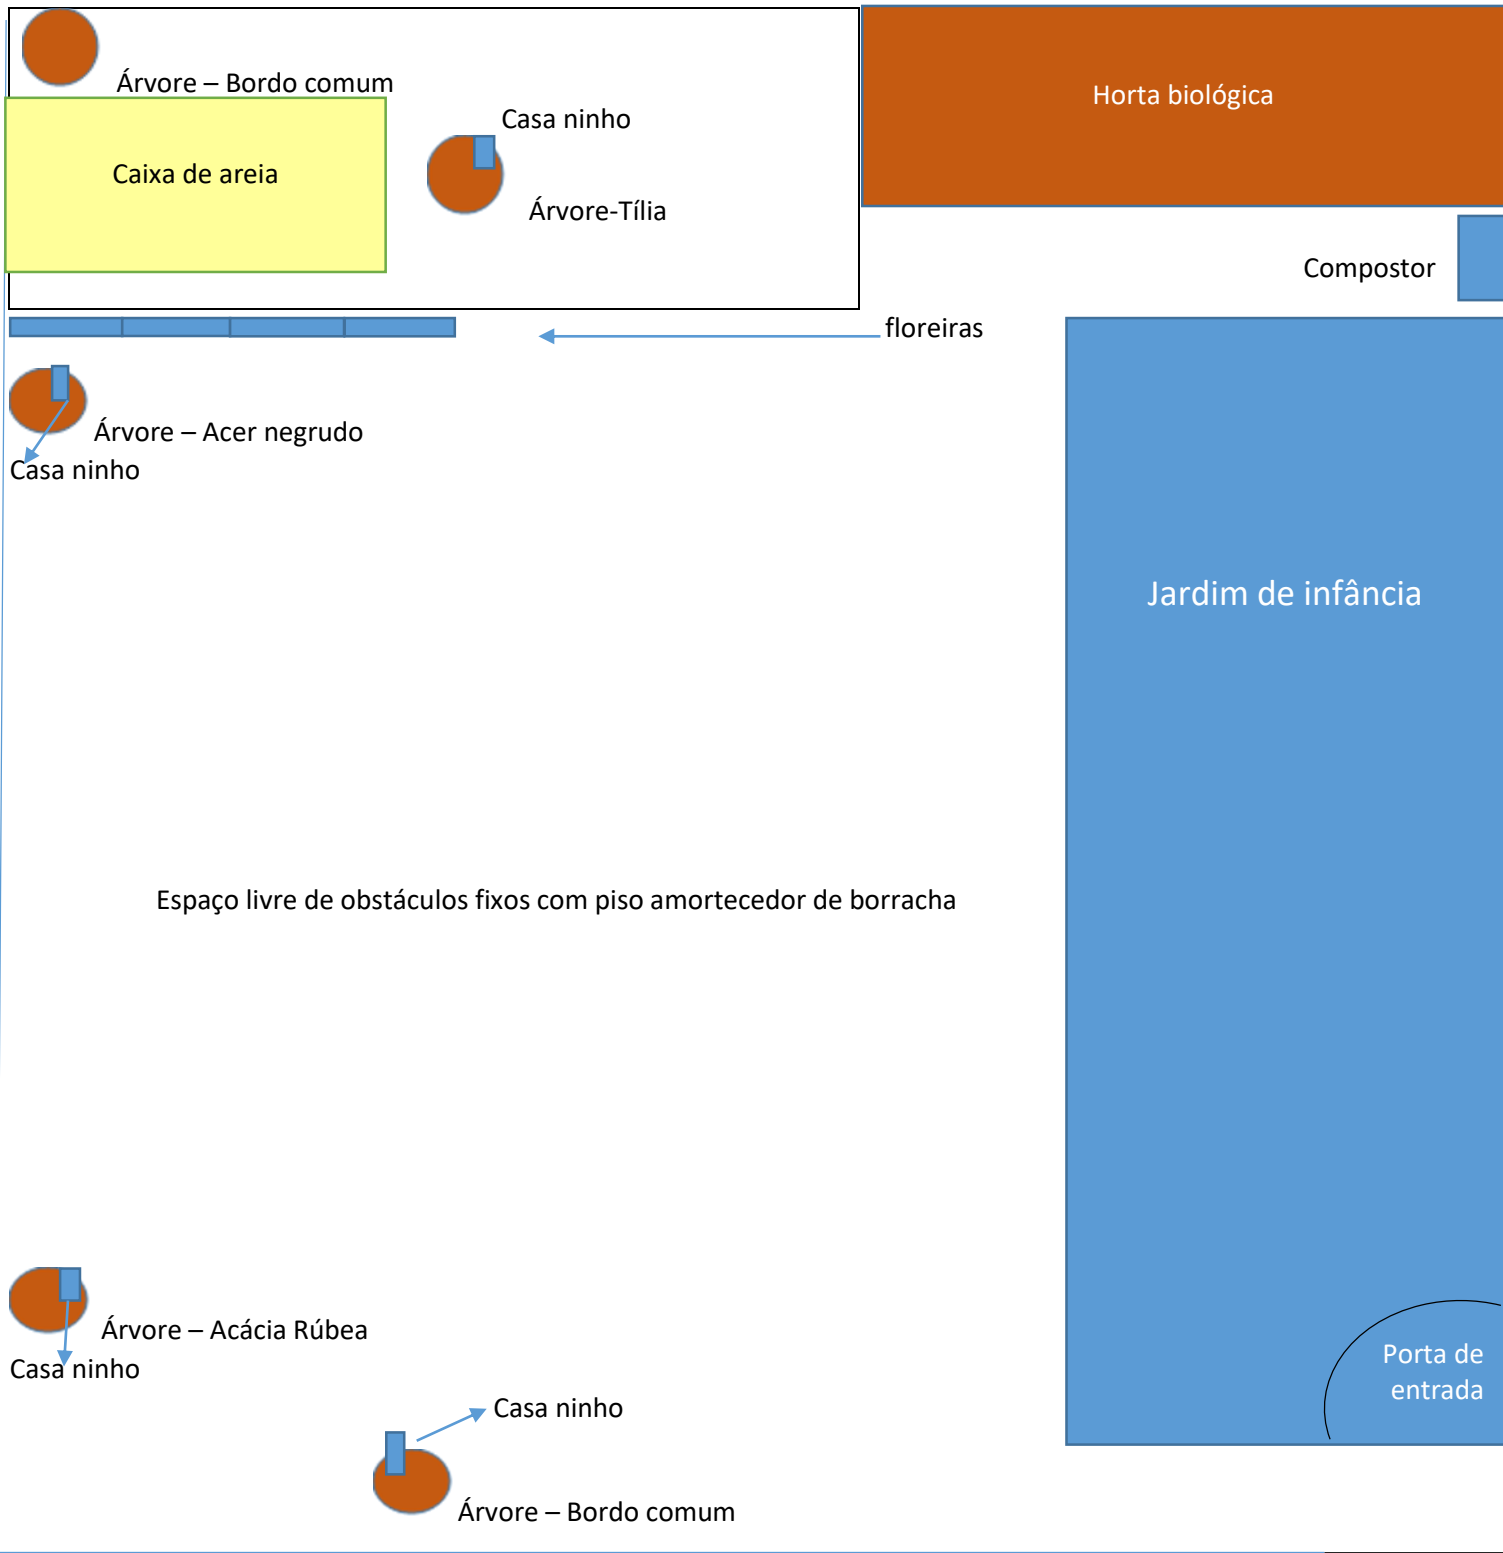 Árvore – Bordo comum
Horta biológica
Casa ninho
Caixa de areia
Árvore-Tília
Compostor
floreiras
Árvore – Acer negrudo
Casa ninho
Jardim de infância
Espaço livre de obstáculos fixos com piso amortecedor de borracha
Árvore – Acácia Rúbea
Casa ninho
Porta de
entrada
Casa ninho
Árvore – Bordo comum